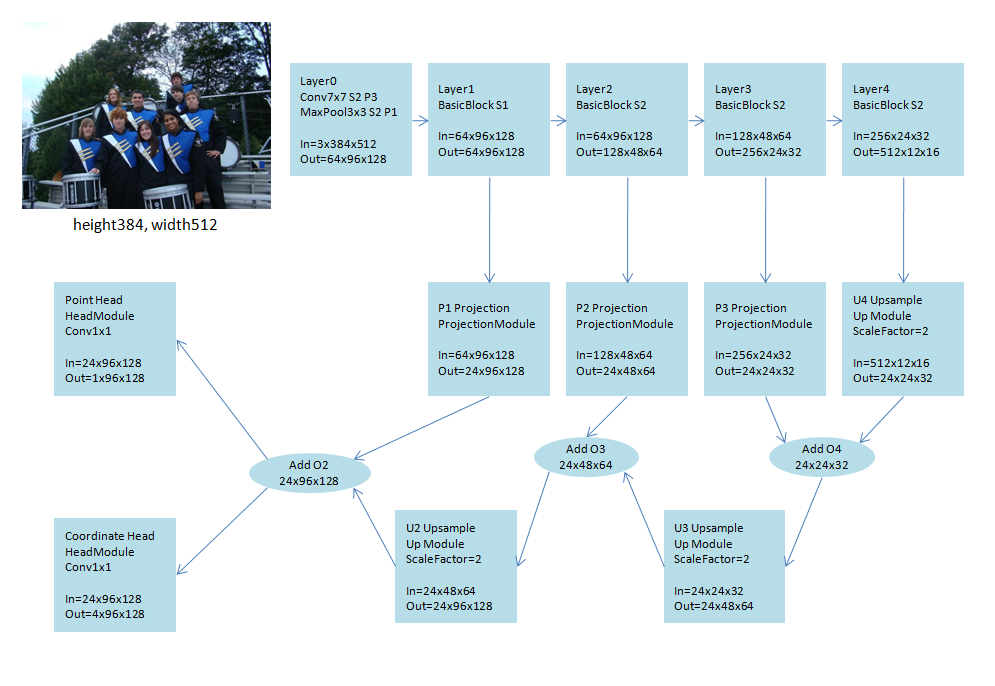 height384, width512
Layer0
Conv7x7 S2 P3
MaxPool3x3 S2 P1
In=3x384x512
Out=64x96x128
Layer1
BasicBlock S1
In=64x96x128
Out=64x96x128
Layer2
BasicBlock S2
In=64x96x128
Out=128x48x64
Layer3
BasicBlock S2
In=128x48x64
Out=256x24x32
Layer4
BasicBlock S2
In=256x24x32
Out=512x12x16
Point Head
HeadModule
Conv1x1
In=24x96x128
Out=1x96x128
P1 Projection
ProjectionModule
In=64x96x128
Out=24x96x128
P2 Projection
ProjectionModule
In=128x48x64
Out=24x48x64
P3 Projection
ProjectionModule
In=256x24x32
Out=24x24x32
U4 Upsample
Up Module
ScaleFactor=2
In=512x12x16
Out=24x24x32
Add O2
24x96x128
Add O3
24x48x64
Add O4
24x24x32
Coordinate Head
HeadModule
Conv1x1
In=24x96x128
Out=4x96x128
U2 Upsample
Up Module
ScaleFactor=2
In=24x48x64
Out=24x96x128
U3 Upsample
Up Module
ScaleFactor=2
In=24x24x32
Out=24x48x64